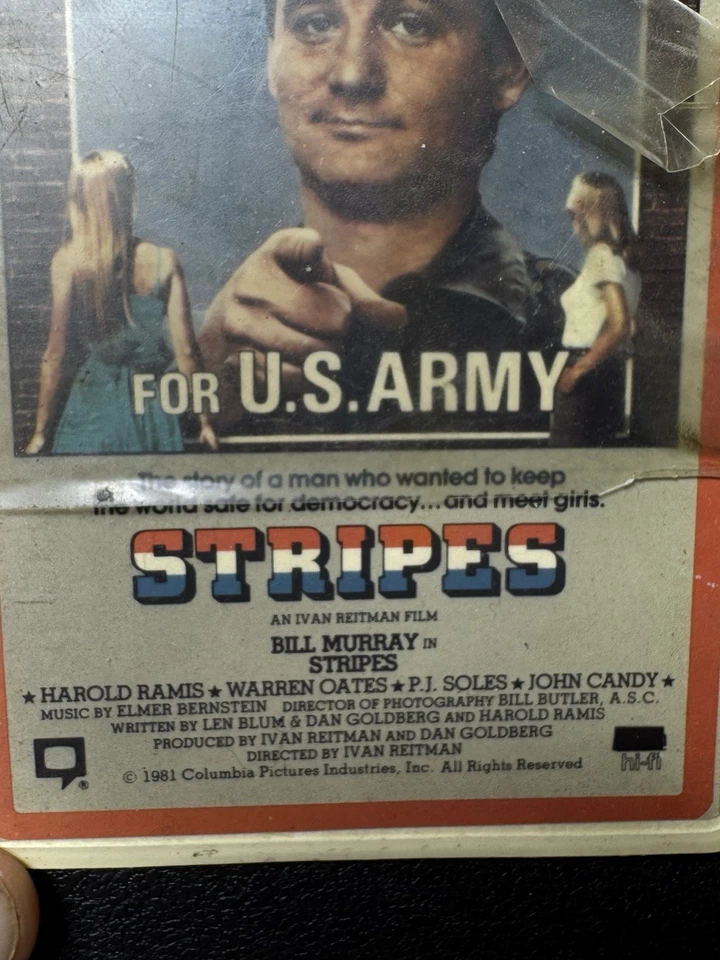 FOR U.S.ARMY
The story of a man who wanted to keep
the world safe for democracy...and meet girls.
STRIPES
AN IVAN REITMAN FILM
BILL MURRAY IN
STRIPES
★ HAROLD RAMIS ★ WARREN OATES ★ P.J. SOLES ★ JOHN CANDY ★
MUSIC BY ELMER BERNSTEIN DIRECTOR OF PHOTOGRAPHY BILL BUTLER, A.S.C.
WRITTEN BY LEN BLUM & DAN GOLDBERG AND HAROLD RAMIS
PRODUCED BY IVAN REITMAN AND DAN GOLDBERG
DIRECTED BY IVAN REITMAN
® © 1981 Columbia Pictures Industries, Inc. All Rights Reserved
hi-fi